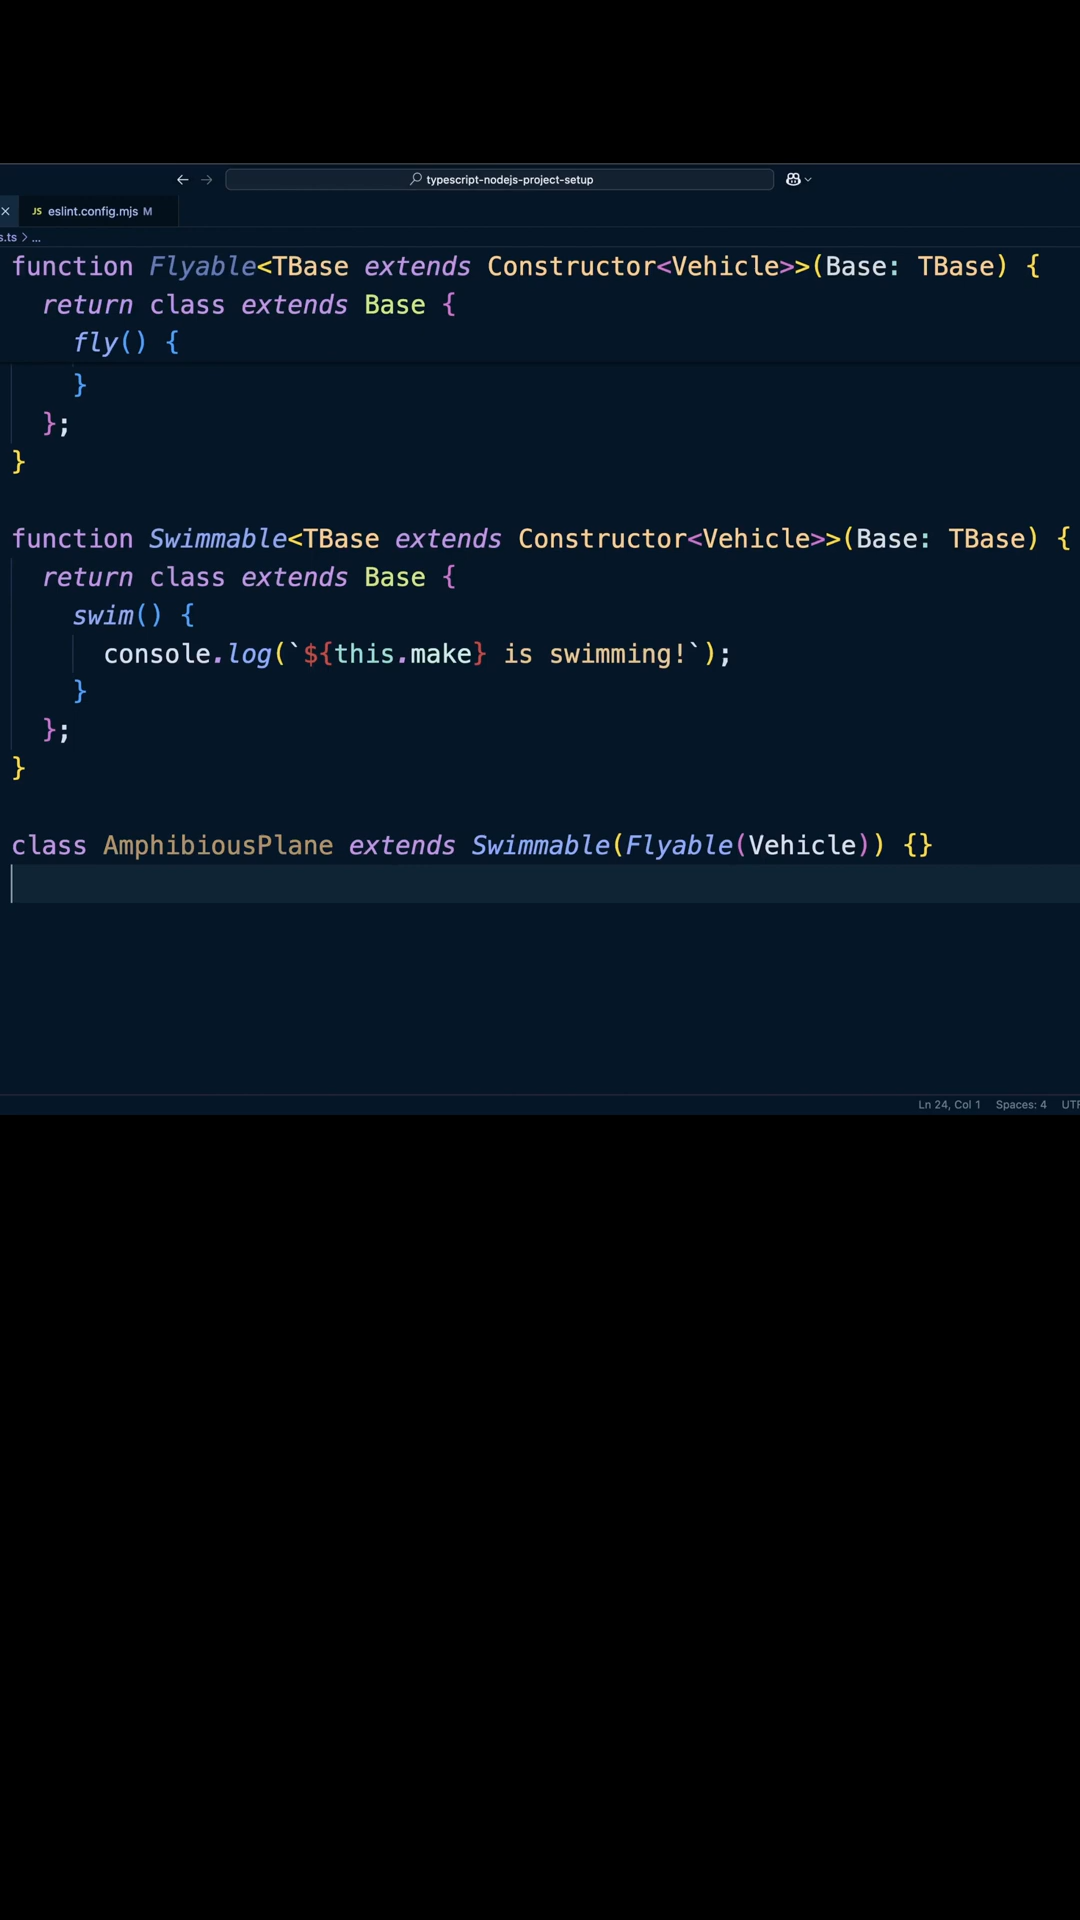 typescript-nodejs-project-setup
JS eslint.config.mjs M
s.ts > ...
function Flyable<TBase extends Constructor<Vehicle>>(Base: TBase) {
  return class extends Base {
    fly() {
    }
  };
}
function Swimmable<TBase extends Constructor<Vehicle>>(Base: TBase) {
  return class extends Base {
    swim() {
      console.log(`${this.make} is swimming!`);
    }
  };
}
class AmphibiousPlane extends Swimmable(Flyable(Vehicle)) {}
Ln 24, Col 1 Spaces: 4 UTF